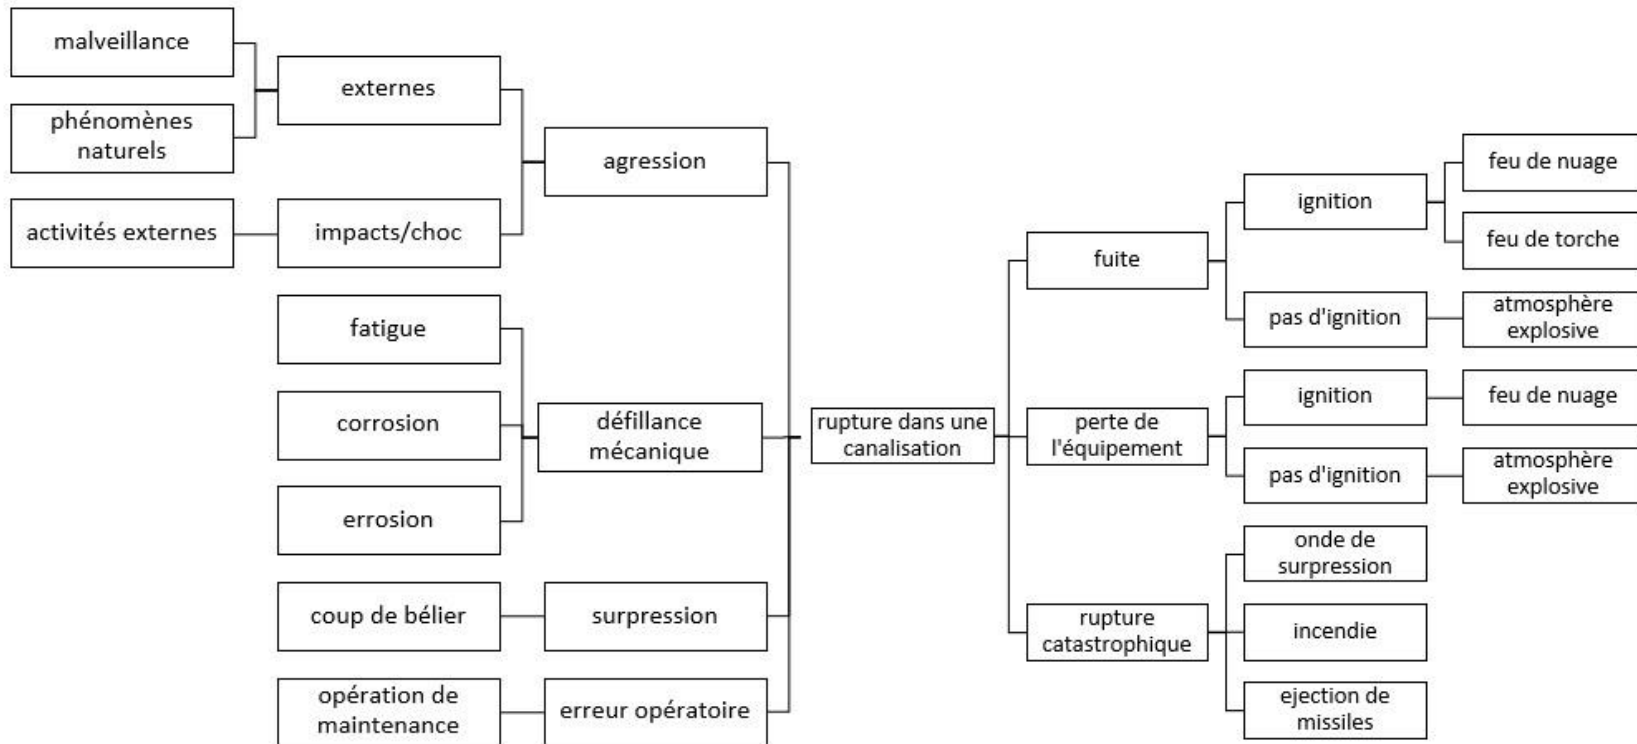 malveillance
phénomènes
naturels
activités externes
externes
impacts/choc
fatigue
corrosion
errosion
coup de bélier
opération de
maintenance
agression
défillance
mécanique
surpression
erreur opératoire
rupture dans une
canalisation
fuite
perte de
l'équipement
rupture
catastrophique
ignition
pas d'ignition
ignition
pas d'ignition
onde de
surpression
incendie
ejection de
missiles
feu de nuage
feu de torche
atmosphère
explosive
feu de nuage
atmosphère
explosive